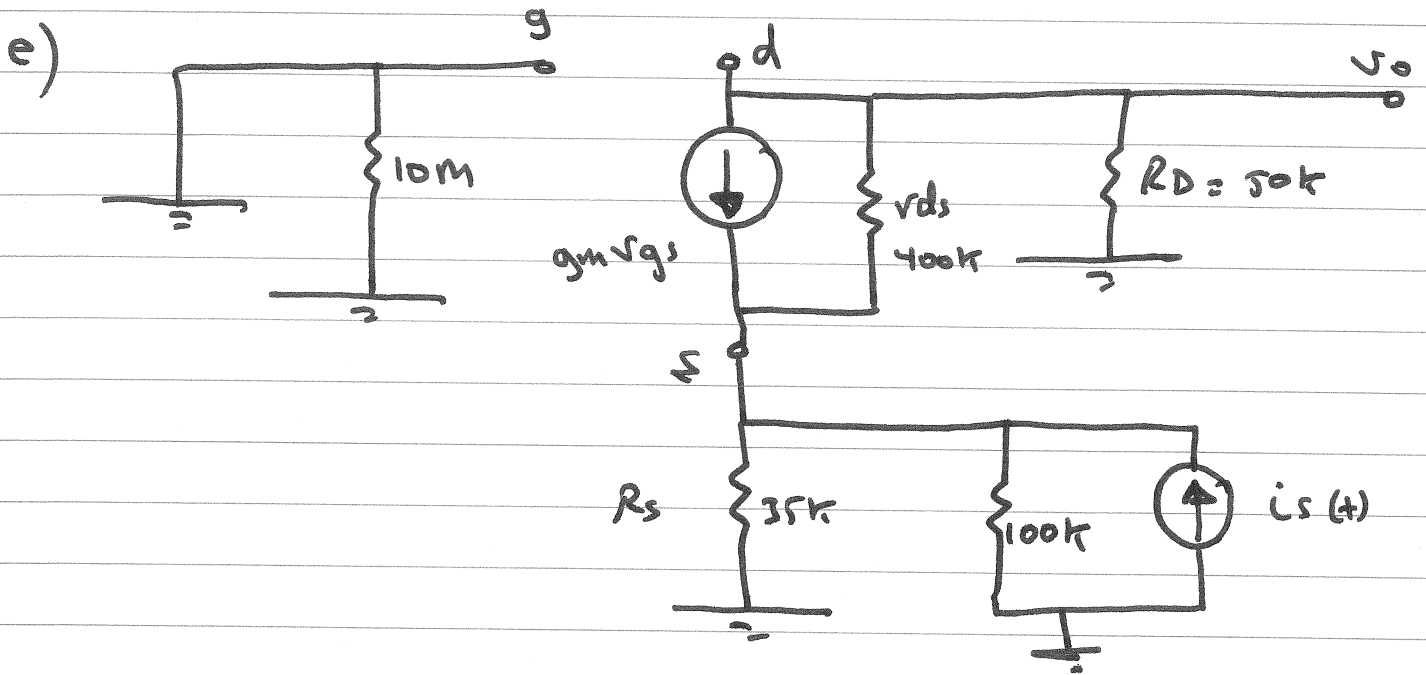 e)
g
d
vo
10M
gmvgs
rds
400k
RD = 50k
s
Rs
35k
100k
is(t)